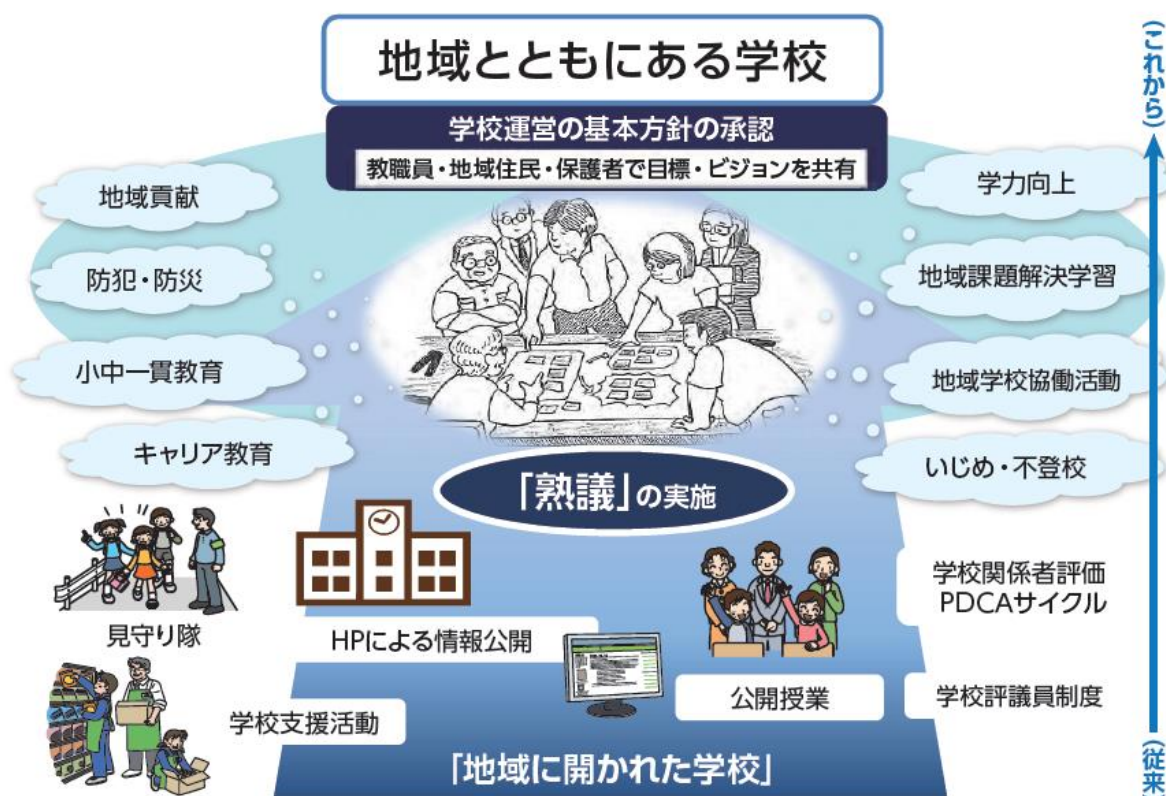 地域とともにある学校
(これから)
学校運営の基本方針の承認
教職員・地域住民・保護者で目標・ビジョンを共有
地域貢献
学力向上
防犯・防災
地域課題解決学習
小中一貫教育
地域学校協働活動
キャリア教育
いじめ・不登校
「熟議」の実施
学校関係者評価
PDCAサイクル
見守り隊
HPによる情報公開
学校支援活動
公開授業
学校評議員制度
「地域に開かれた学校」
(従来)